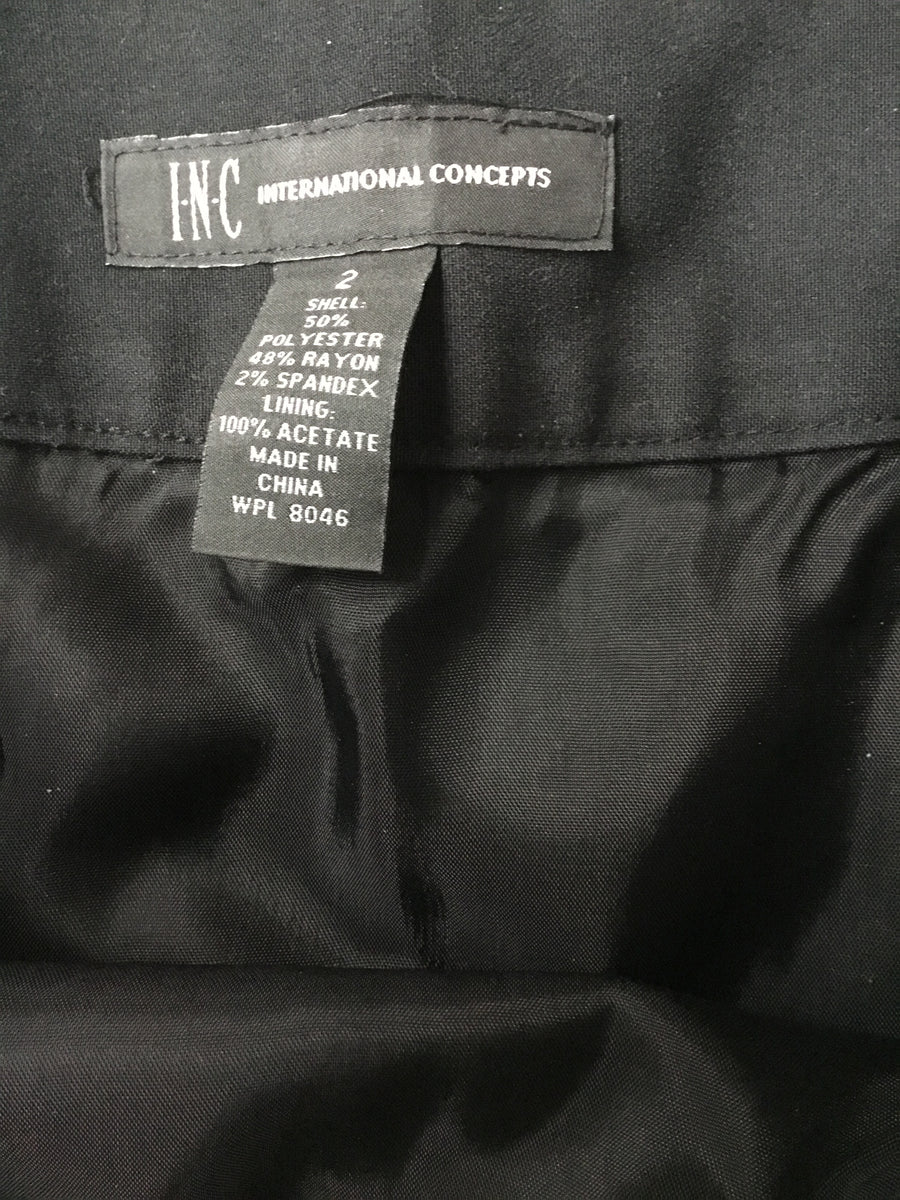 I·N·C INTERNATIONAL CONCEPTS
2
SHELL:
50%
POLYESTER
48% RAYON
2% SPANDEX
LINING:
100% ACETATE
MADE IN
CHINA
WPL 8046